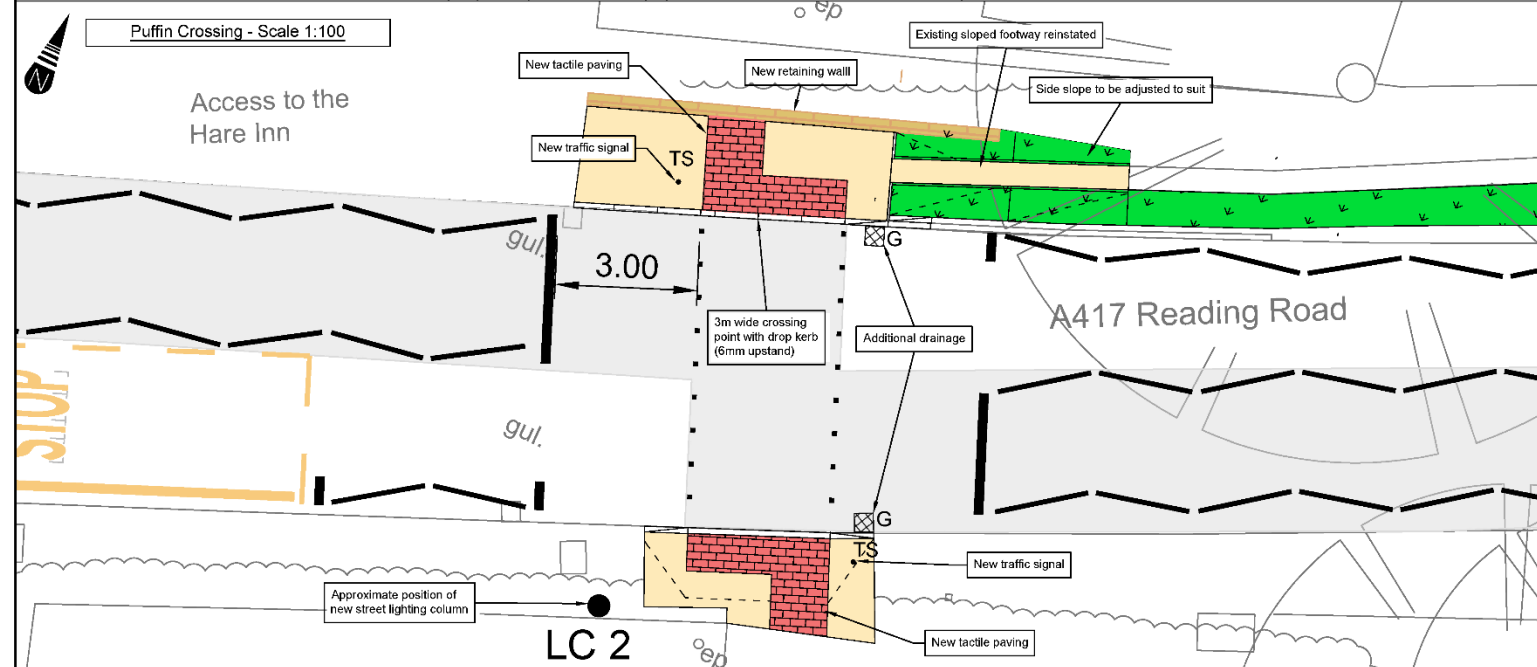 Puffin Crossing - Scale 1:100
N
Access to the
Hare Inn
ep
New tactile paving
New retaining walll
Existing sloped footway reinstated
Side slope to be adjusted to suit
New traffic signal
TS
gul.
3.00
G
3m wide crossing
point with drop kerb
(6mm upstand)
Additional drainage
A417 Reading Road
STOP
gul.
G
TS
New traffic signal
Approximate position of
new street lighting column
LC 2
ep
New tactile paving